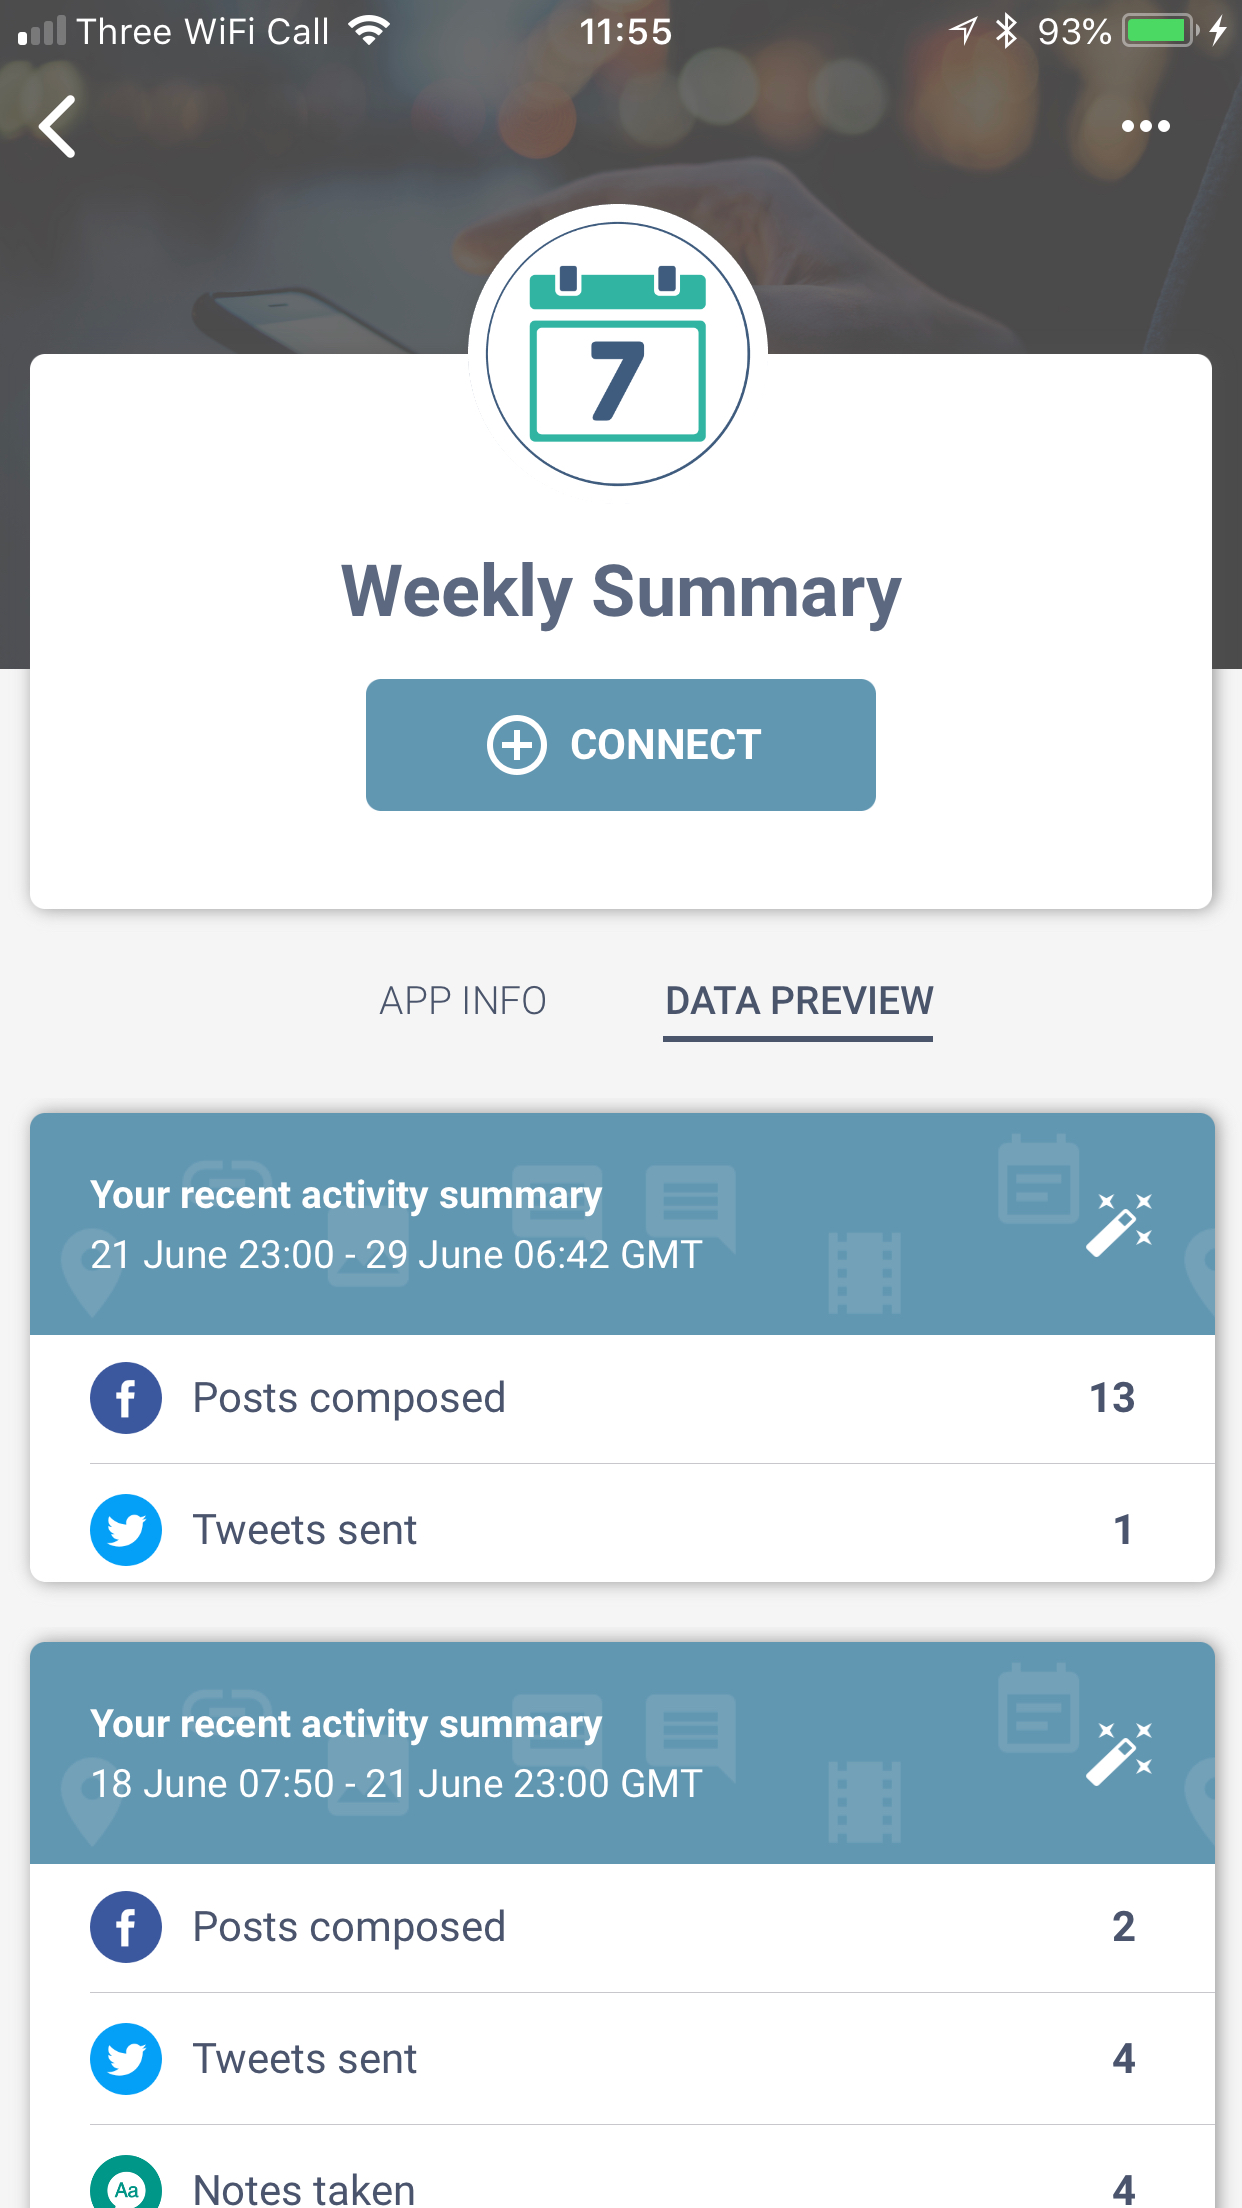 Three WiFi Call 11:55 93%
7
Weekly Summary
CONNECT
APP INFO DATA PREVIEW
Your recent activity summary
21 June 23:00 - 29 June 06:42 GMT
Posts composed 13
Tweets sent 1
Your recent activity summary
18 June 07:50 - 21 June 23:00 GMT
Posts composed 2
Tweets sent 4
Aa Notes taken 4